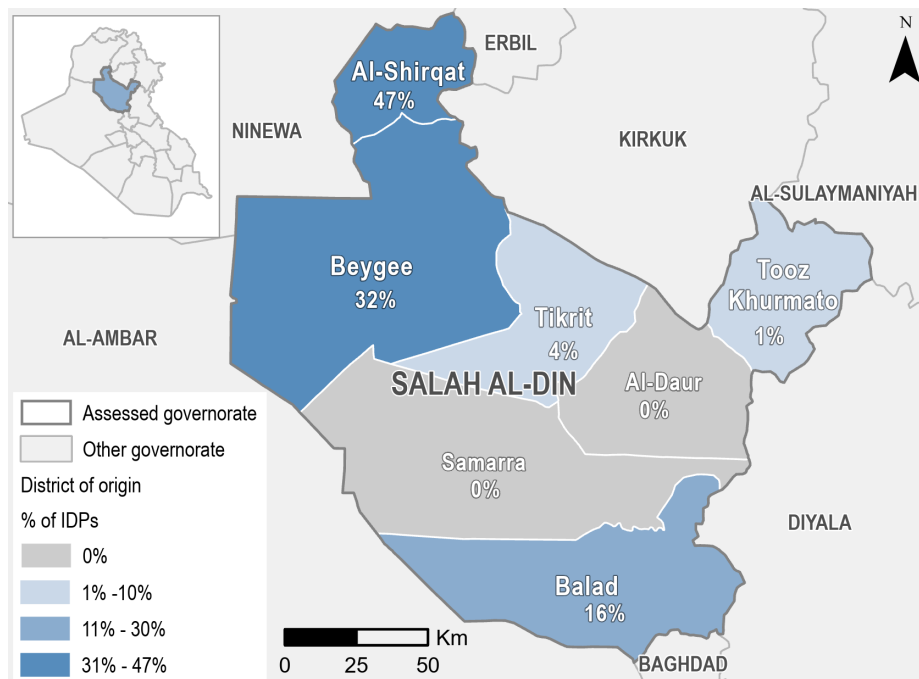 N
ERBIL
Al-Shirqat
47%
NINEWA
KIRKUK
AL-SULAYMANIYAH
Beygee
32%
Tooz
Khurmato
1%
Tikrit
4%
AL-AMBAR
SALAH AL-DIN
Al-Daur
0%
Samarra
0%
DIYALA
Balad
16%
BAGHDAD
Assessed governorate
Other governorate
District of origin
% of IDPs
0%
1% -10%
11% - 30%
31% - 47%
Km
0 25 50